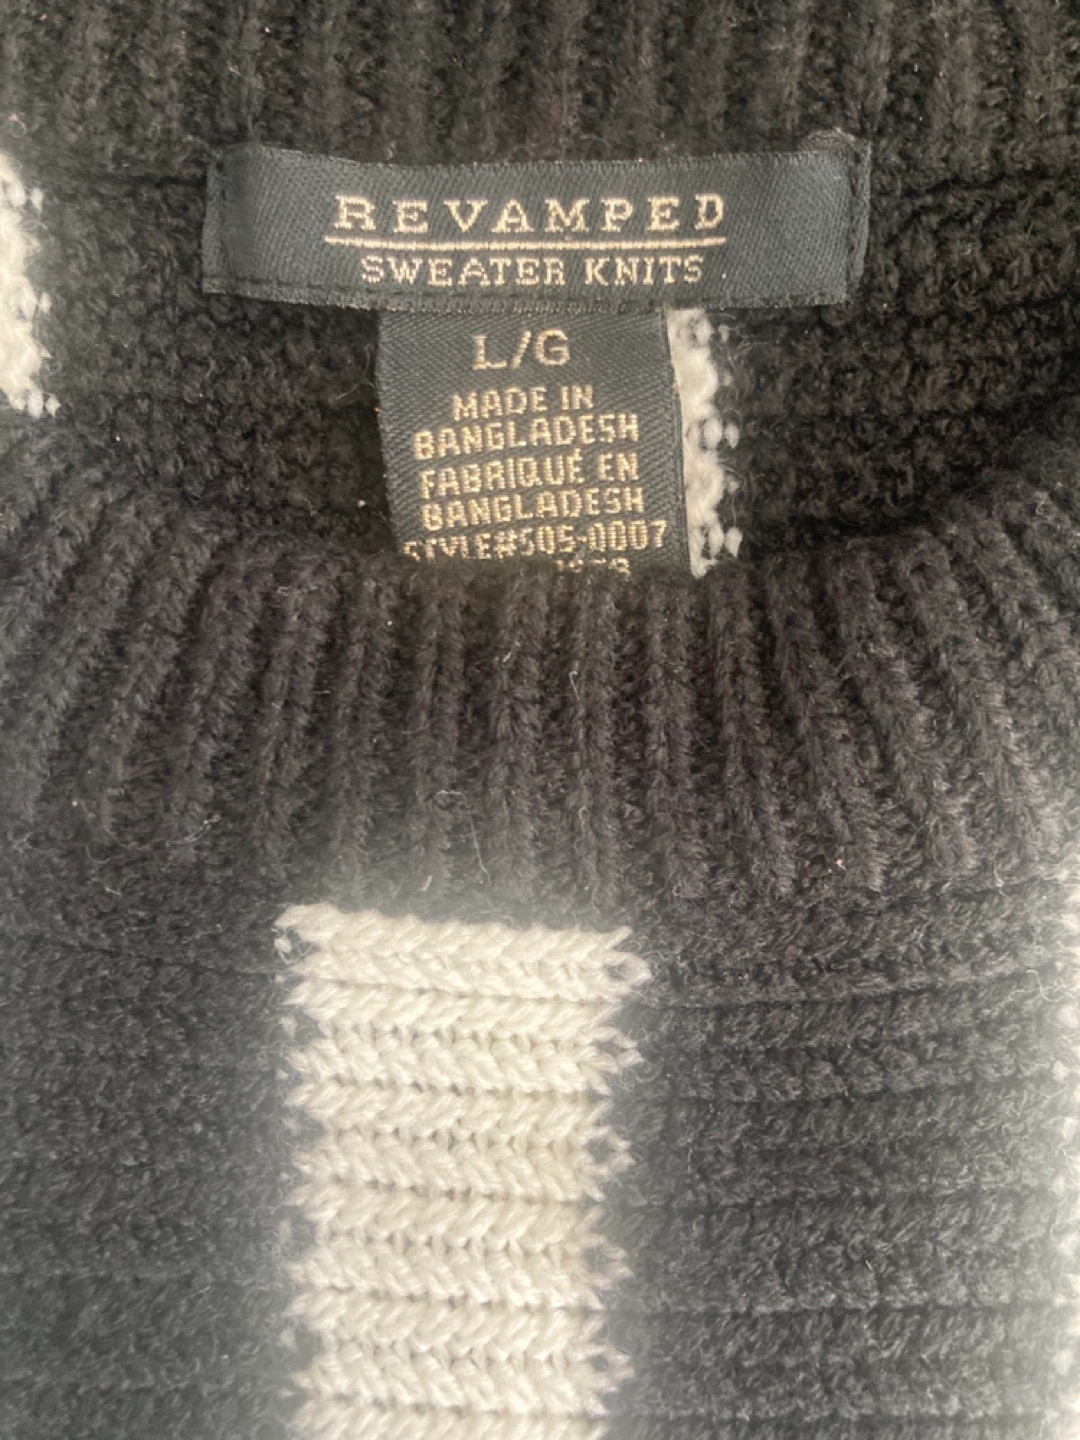 REVAMPED
SWEATER KNITS
L/G
MADE IN
BANGLADESH
FABRIQUÉ EN
BANGLADESH
STYLE#505-0007